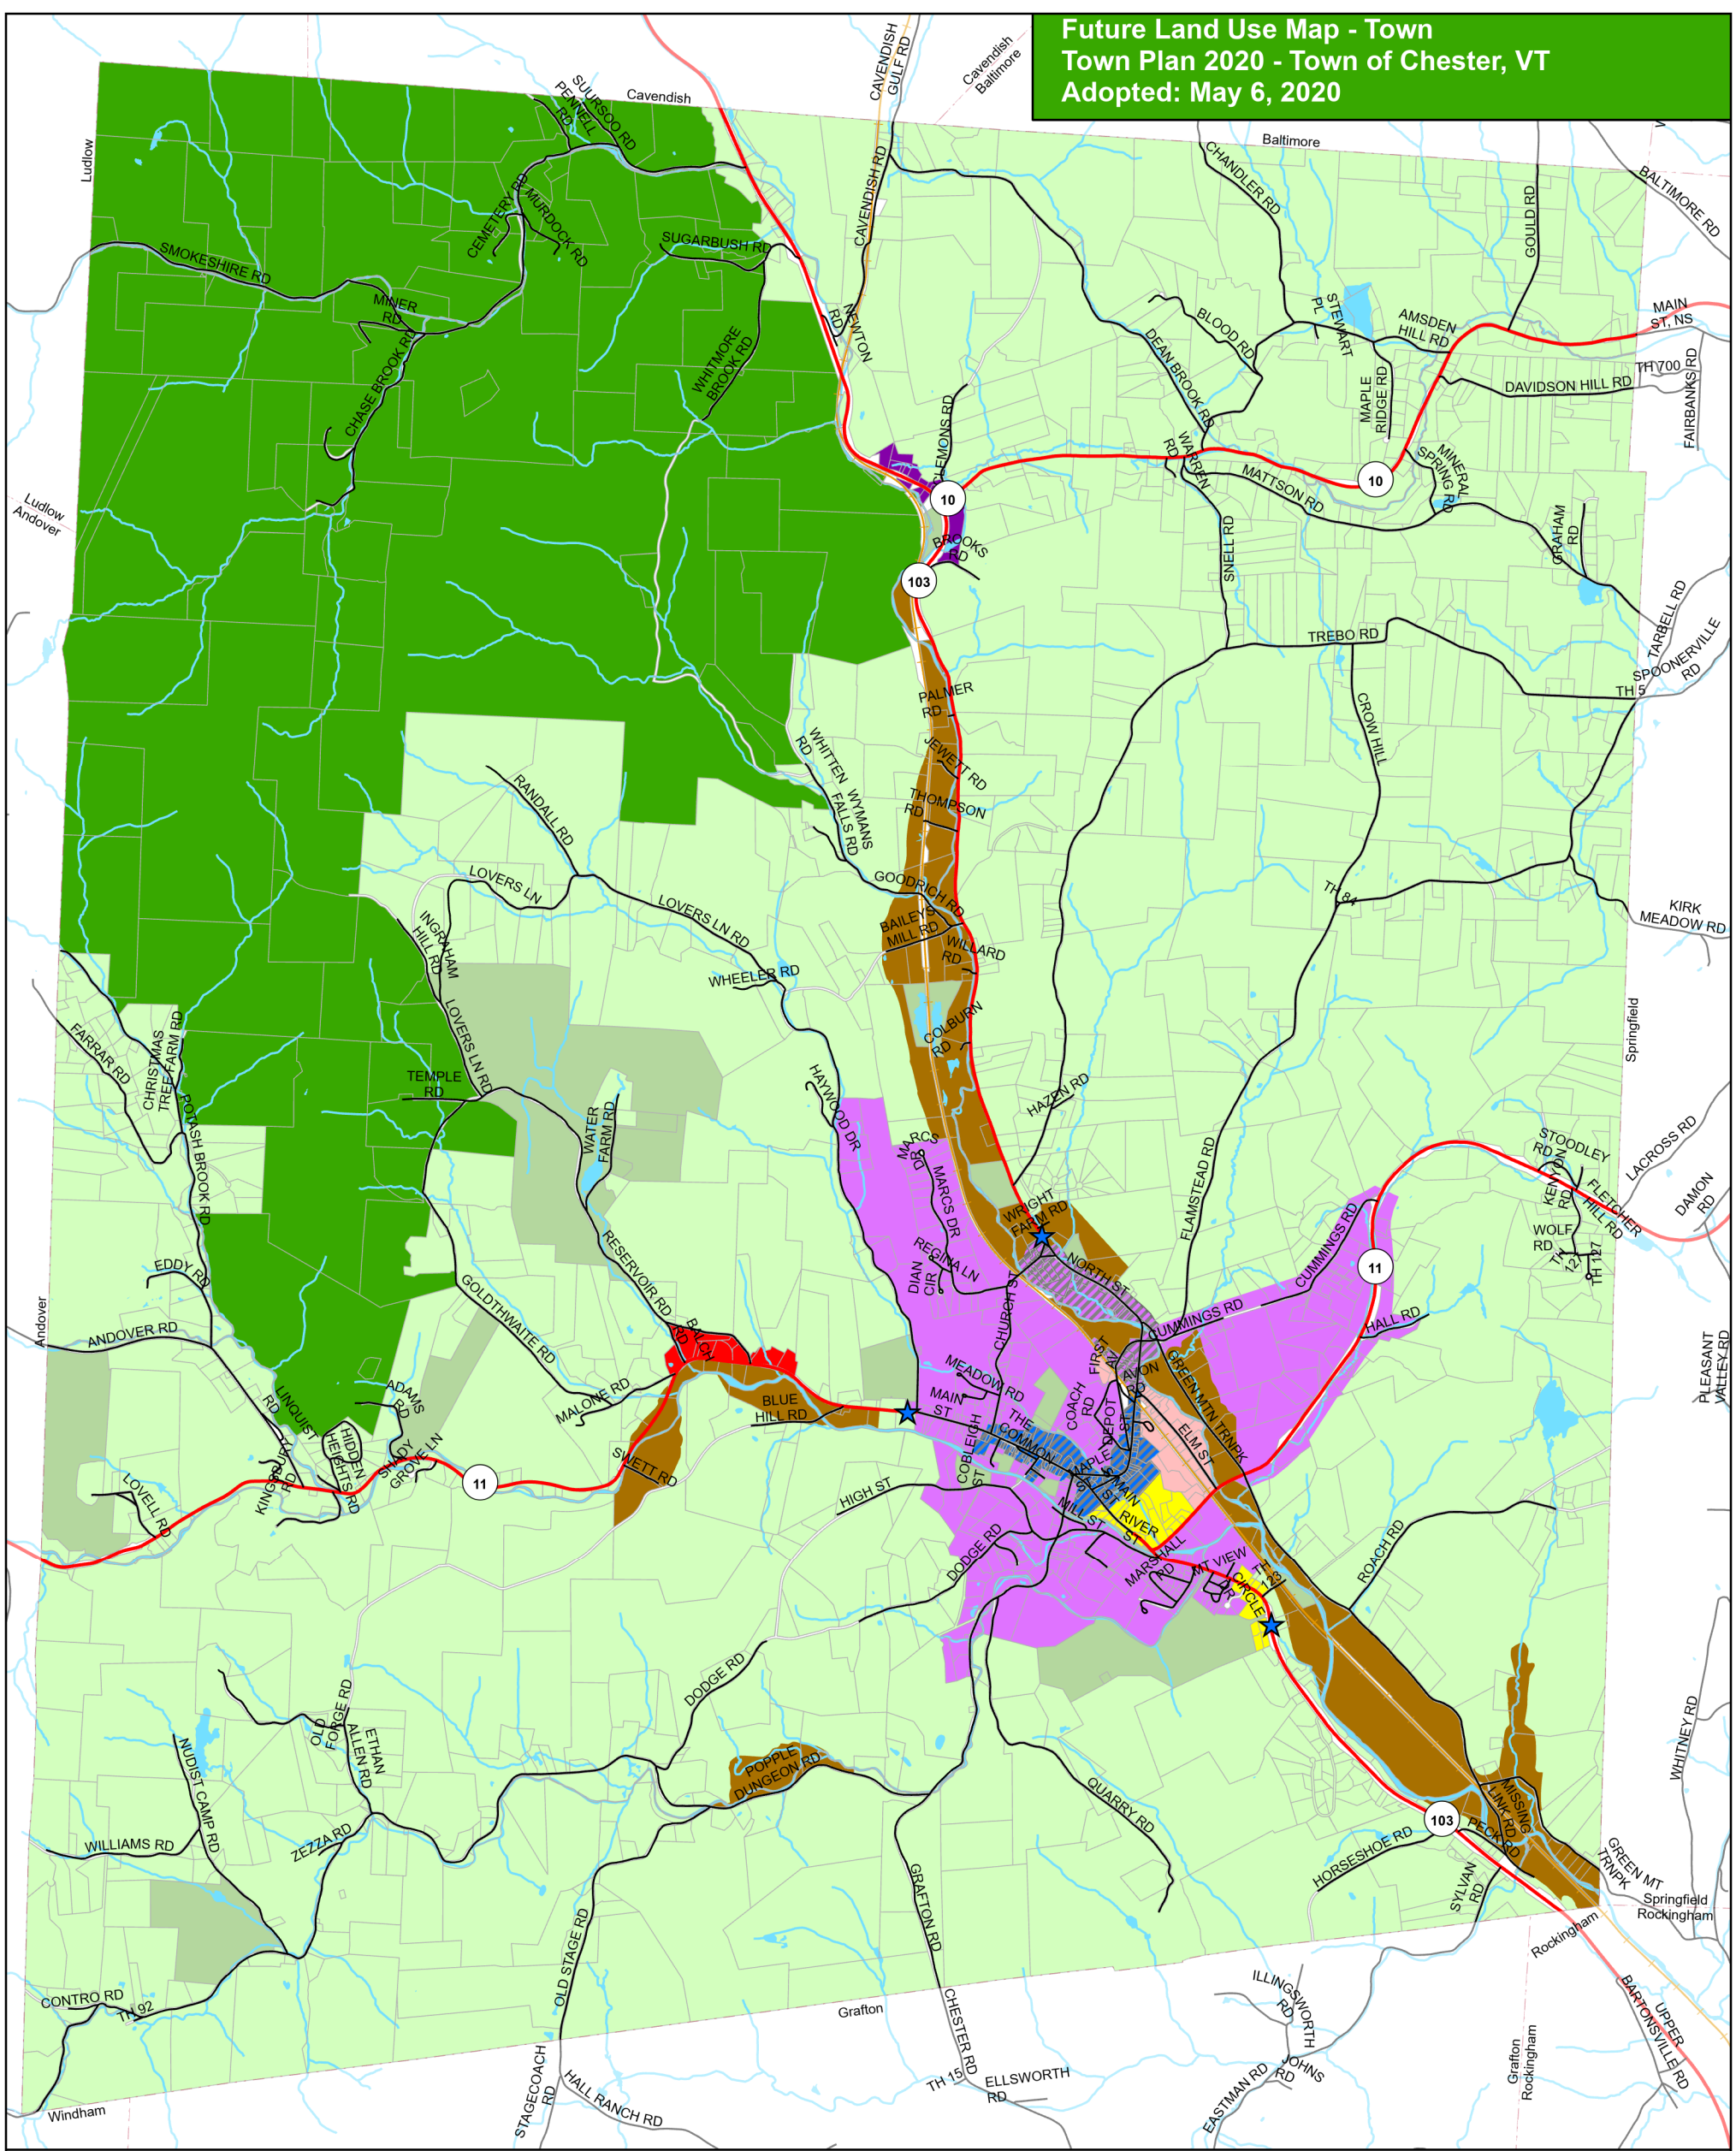 Future Land Use Map - Town
Town Plan 2020 - Town of Chester, VT
Adopted: May 6, 2020
CAVENDISH
GULF RD
Cavendish
Baltimore
Cavendish
Ludlow
SUURSOO RD
PENNELL
RD
Baltimore
CHANDLER RD
GOULD RD
BALTIMORE RD
CAVENDISH RD
CEMETERY RD
MURDOCK RD
SUGARBUSH RD
SMOKESHIRE RD
MINER
RD
CHASE BROOK RD
WHITMORE
BROOK RD
NEWTON
RD
STEWART
PL
AMSDEN
HILL RD
MAIN
ST, NS
BLOOD RD
DEAN BROOK RD
MAPLE
RIDGE RD
TH 700
DAVIDSON HILL RD
FAIRBANKS RD
CLEMONS RD
WARREN
RD
MATTSON RD
MINERAL
SPRING RD
10
10
Ludlow
Andover
GRAHAM
RD
BROOKS
RD
SNELL RD
103
TARBELL RD
TREBO RD
SPOONERVILLE
RD
TH 5
PALMER
RD
CROW HILL
JEWETT RD
WHITTEN
RD
THOMPSON
RD
WYMANS
FALLS RD
RANDALL RD
LOVERS LN
LOVERS LN RD
GOODRICH RD
BAILEYS
MILL RD
WILLARD
RD
TH 84
KIRK
MEADOW RD
INGRAHAM
HILL RD
WHEELER RD
COLBURN
RD
Springfield
FARRAR RD
CHRISTMAS
TREE FARM RD
LOVERS LN RD
TEMPLE
RD
HAYWOOD DR
HAZEN RD
POTASH BROOK RD
WATER
FARM RD
MARCS
RD
MARCS DR
FLAMSTEAD RD
STOODLEY
RD
KENYON
RD
LACROSS RD
DAMON
RD
FLETCHER
HILL RD
WOLF
RD
TH
127
TH 127
WRIGHT
FARM RD
NORTH ST
REGINA LN
DIAN
CIR
CHURCH ST
CUMMINGS RD
CUMMINGS RD
11
HALL RD
EDDY RD
RESERVOIR RD
GOLDTHWAITE RD
Andover
ANDOVER RD
BALCH
RD
FIRST
AV
AVON
RD
GREEN MTN TRNPK
PLEASANT
VALLEY RD
LINQUIST
RD
ADAMS
RD
MALONE RD
BLUE
HILL RD
MEADOW RD
MAIN
ST
COACH
RD
DEPOT
ST
ELM ST
THE
COMMON
COBLEIGH
ST
MAPLE
ST
S MAIN
ST
HIDDEN
HEIGHTS RD
SHADY
GROVE LN
KINGSBURY
RD
LOVELL RD
11
SWETT RD
HIGH ST
MILL ST
RIVER
ST
DODGE RD
MARSHALL
RD
MT VIEW
DR
CIRCLE
TH
123
ROACH RD
DODGE RD
OLD
FORGE RD
ETHAN
ALLEN RD
NUDIST CAMP RD
WILLIAMS RD
ZEZZA RD
POPPLE
DUNGEON RD
QUARRY RD
WHITNEY RD
MISSING
LINK RD
103
PECK RD
HORSESHOE RD
SYLVAN
RD
GREEN MT
TRNPK
Springfield
Rockingham
Rockingham
GRAFTON RD
OLD STAGE RD
CONTRO RD
TH 92
Grafton
CHESTER RD
ILLINGSWORTH
RD
UPPER
BARTONSVILLE RD
Grafton
Rockingham
JOHNS
RD
EASTMAN RD
TH 15
ELLSWORTH
RD
STAGECOACH
RD
HALL RANCH RD
Windham